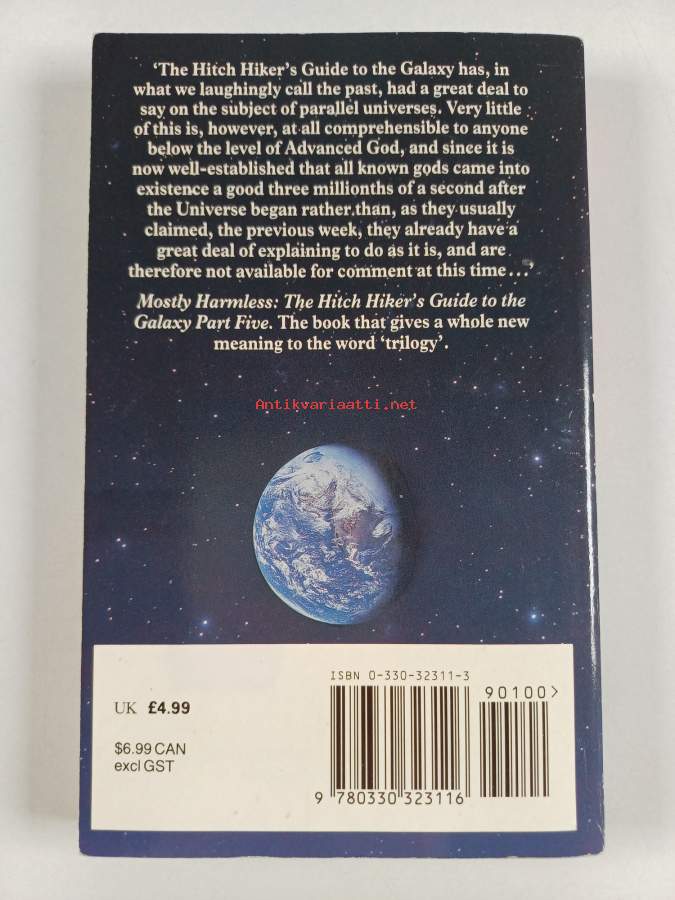 ‘The Hitch Hiker’s Guide to the Galaxy has, in
what we laughingly call the past, had a great deal to
say on the subject of parallel universes. Very little
of this is, however, at all comprehensible to anyone
below the level of Advanced God, and since it is
now well-established that all known gods came into
existence a good three millionths of a second after
the Universe began rather than, as they usually
claimed, the previous week, they already have a
great deal of explaining to do as it is, and are
therefore not available for comment at this time...’
Mostly Harmless: The Hitch Hiker’s Guide to the
Galaxy Part Five. The book that gives a whole new
meaning to the word ‘trilogy’.
Antikvariaatti.net
ISBN 0-330-32311-3
90100>
UK £4.99
$6.99 CAN
excl GST
9 780330 323116